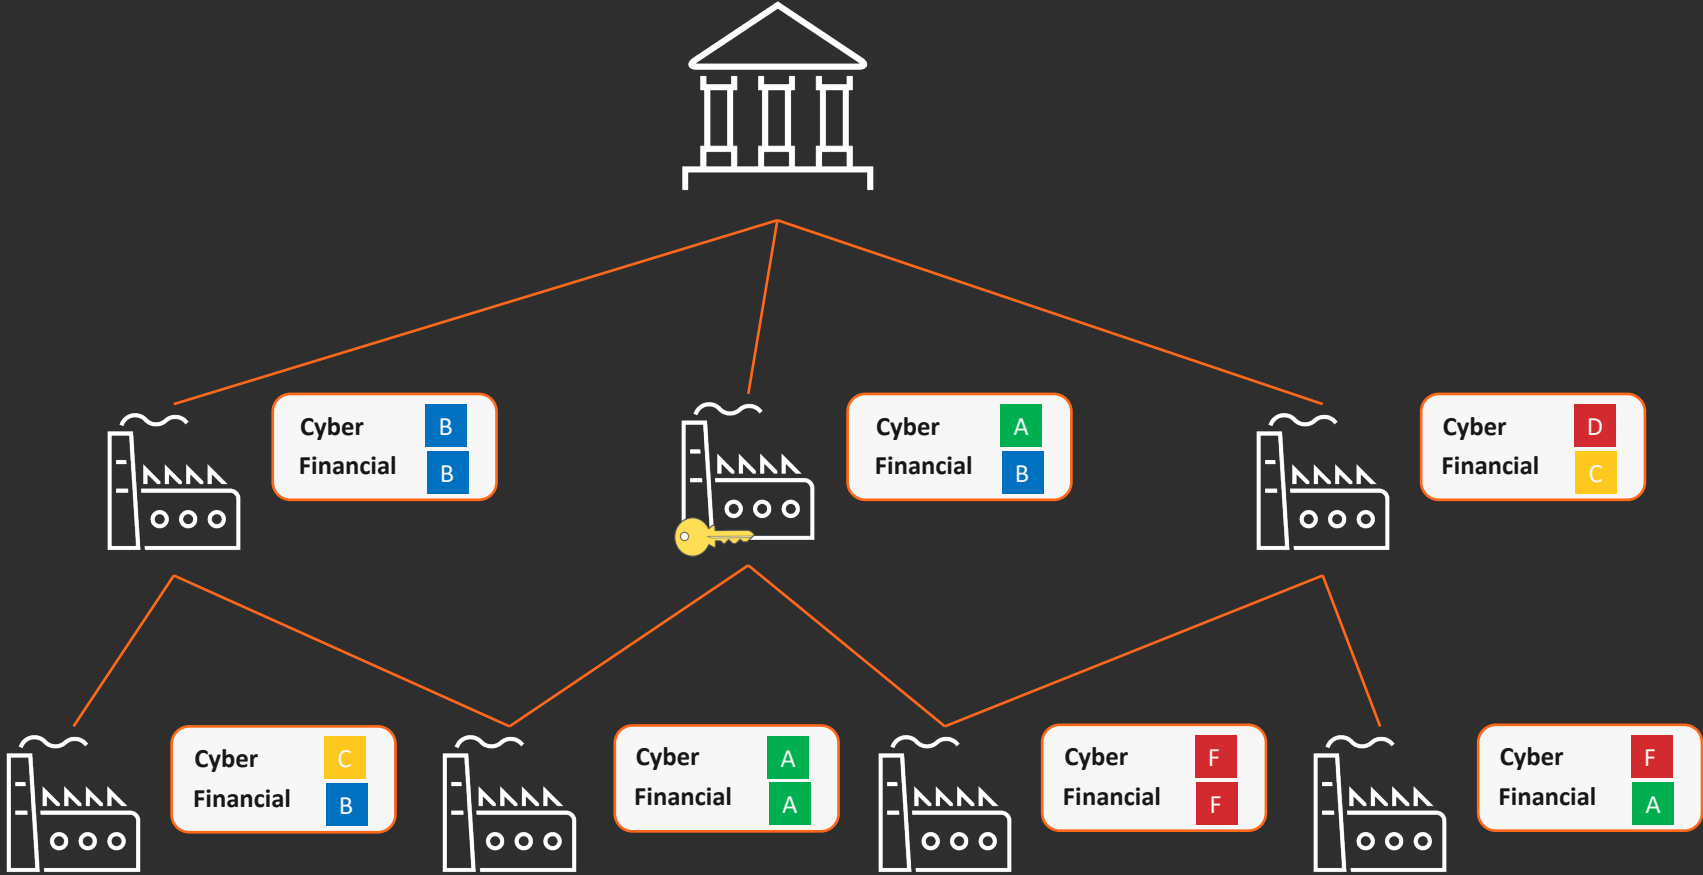 Cyber B
Financial B
Cyber A
Financial B
Cyber D
Financial C
Cyber C
Financial B
Cyber A
Financial A
Cyber F
Financial F
Cyber F
Financial A